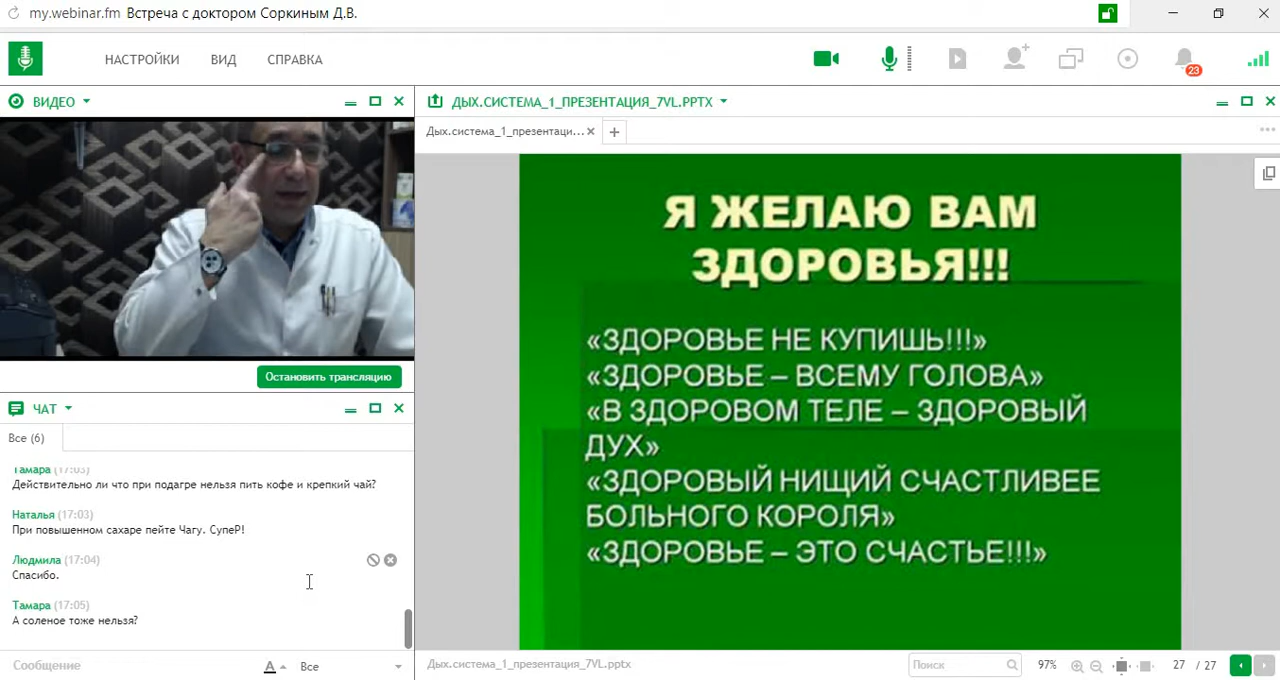 my.webinar.fm Встреча с доктором Соркиным Д.В.
НАСТРОЙКИ ВИД СПРАВКА
23
ВИДЕО
Остановить трансляцию
ЧАТ
Все (6)
Тамара (17:03)
Действительно ли что при подагре нельзя пить кофе и крепкий чай?
Наталья (17:03)
При повышенном сахаре пейте Чагу. СупеР!
Людмила (17:04)
Спасибо.
Тамара (17:05)
А соленое тоже нельзя?
Сообщение
А
Все
ДЫХ.СИСТЕМА_1_ПРЕЗЕНТАЦИЯ_7VL.PPTX
Дых.система_1_презентаци...
Я ЖЕЛАЮ ВАМ
ЗДОРОВЬЯ!!!
«ЗДОРОВЬЕ НЕ КУПИШЬ!!!»
«ЗДОРОВЬЕ – ВСЕМУ ГОЛОВА»
«В ЗДОРОВОМ ТЕЛЕ – ЗДОРОВЫЙ
ДУХ»
«ЗДОРОВЫЙ НИЩИЙ СЧАСТЛИВЕЕ
БОЛЬНОГО КОРОЛЯ»
«ЗДОРОВЬЕ – ЭТО СЧАСТЬЕ!!!»
Дых.система_1_презентация_7VL.pptx
Поиск
97%
27 / 27